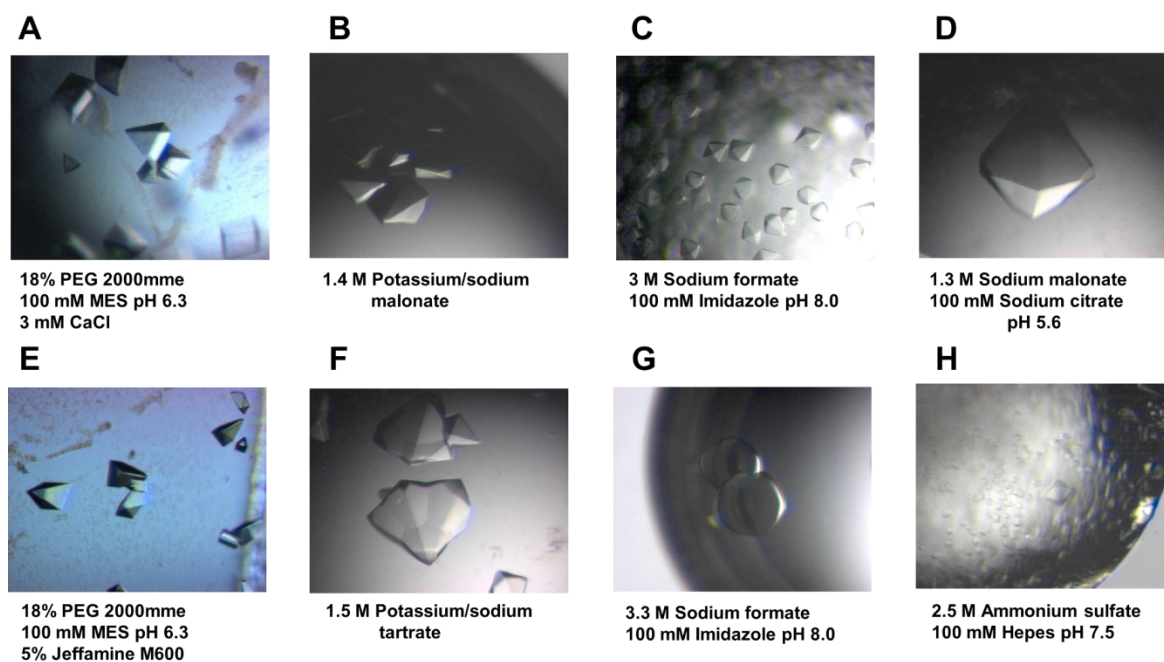 A
B
C
D
18% PEG 2000mme
100 mM MES pH 6.3
3 mM CaCl
1.4 M Potassium/sodium
malonate
3 M Sodium formate
100 mM Imidazole pH 8.0
1.3 M Sodium malonate
100 mM Sodium citrate
pH 5.6
E
F
G
H
18% PEG 2000mme
100 mM MES pH 6.3
5% Jeffamine M600
1.5 M Potassium/sodium
tartrate
3.3 M Sodium formate
100 mM Imidazole pH 8.0
2.5 M Ammonium sulfate
100 mM Hepes pH 7.5